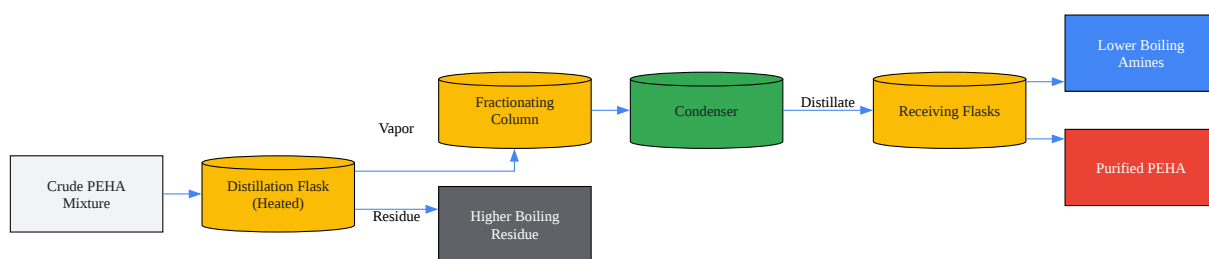 Crude PEHA
Mixture
Distillation Flask
(Heated)
Vapor
Residue
Fractionating
Column
Higher Boiling
Residue
Condenser
Distillate
Receiving Flasks
Lower Boiling
Amines
Purified PEHA